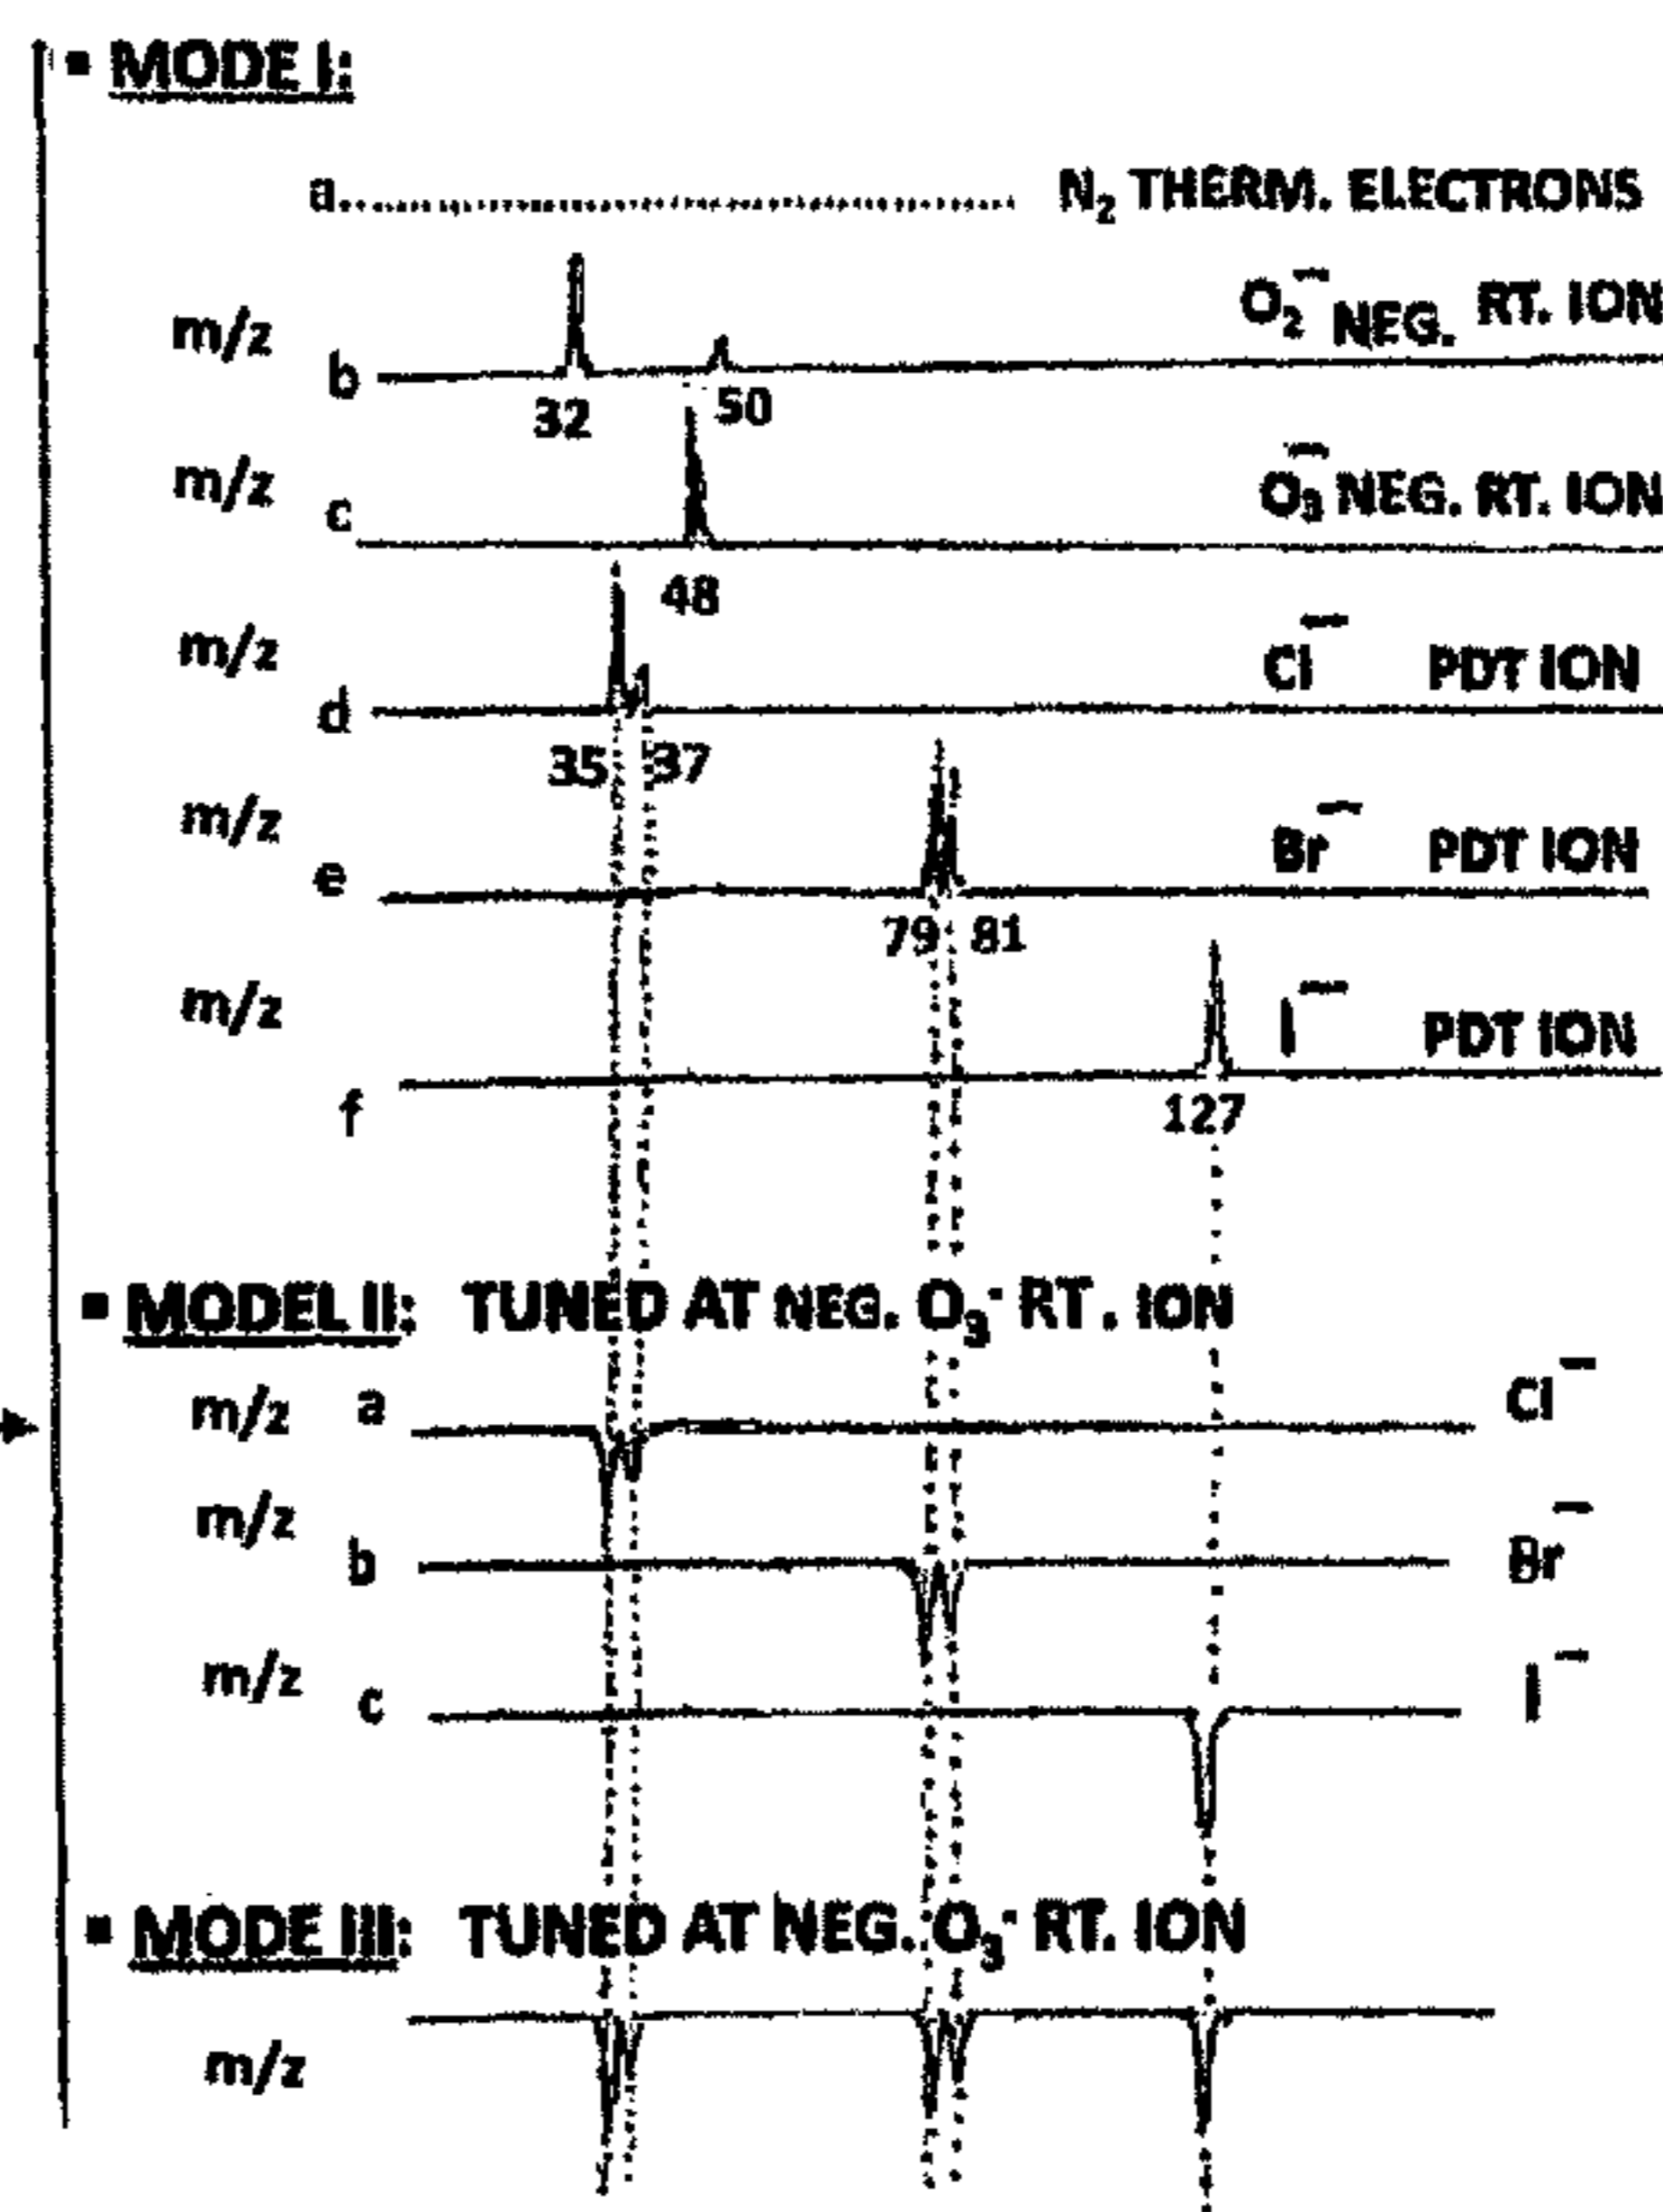 ▪ MODE I:
a N₂ THERM. ELECTRONS
m/z b O₂⁻ NEG. RT. ION
32 50
m/z c O₃⁻ NEG. RT. ION
48
m/z d Cl⁻ PDT ION
35 37
m/z e Br⁻ PDT ION
79 81
m/z f I⁻ PDT ION
127
▪ MODEL II: TUNED AT NEG. O₃⁻ RT. ION
m/z a Cl⁻
m/z b Br⁻
m/z c I⁻
▪ MODE III: TUNED AT NEG. O₃⁻ RT. ION
m/z